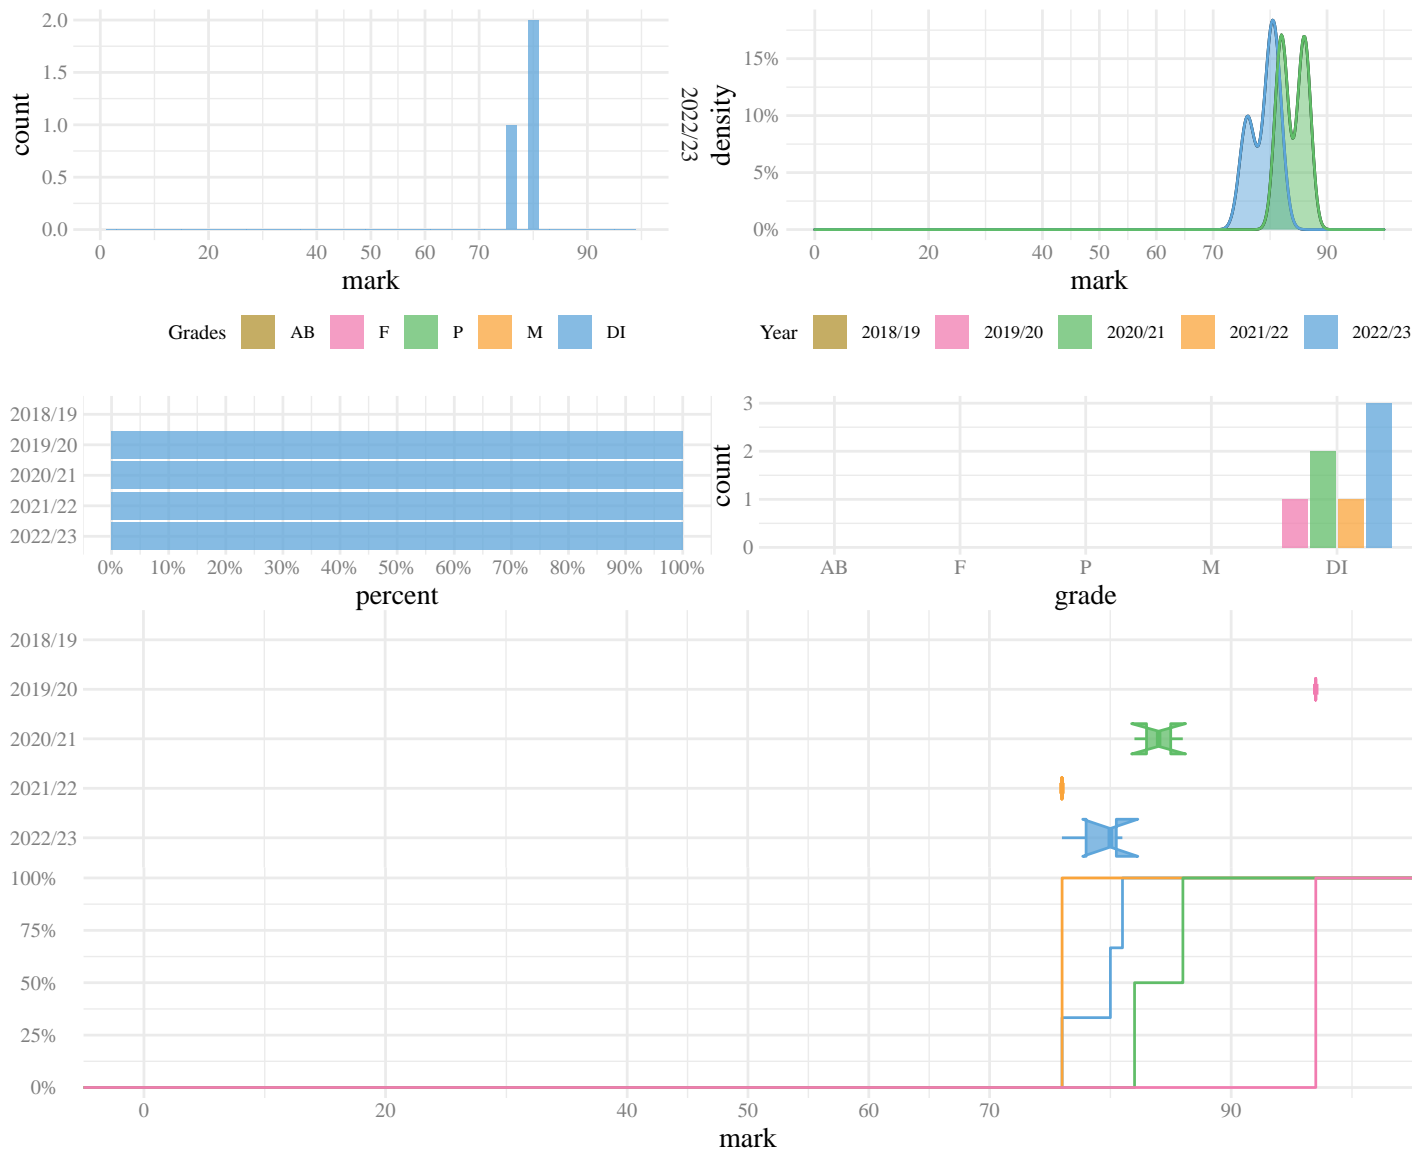 2.0
1.5
1.0
0.5
0.0
count
0 20 40 50 60 70 80 90
mark
2022/23
15%
10%
5%
0%
density
0 20 40 50 60 70 90
mark
Grades AB F P M DI
Year 2018/19 2019/20 2020/21 2021/22 2022/23
2018/19
2019/20
2020/21
2021/22
2022/23
0% 10% 20% 30% 40% 50% 60% 70% 80% 90% 100%
percent
3
2
1
0
count
AB F P M DI
grade
2018/19
2019/20
2020/21
2021/22
2022/23
100%
75%
50%
25%
0%
0 20 40 50 60 70 90
mark